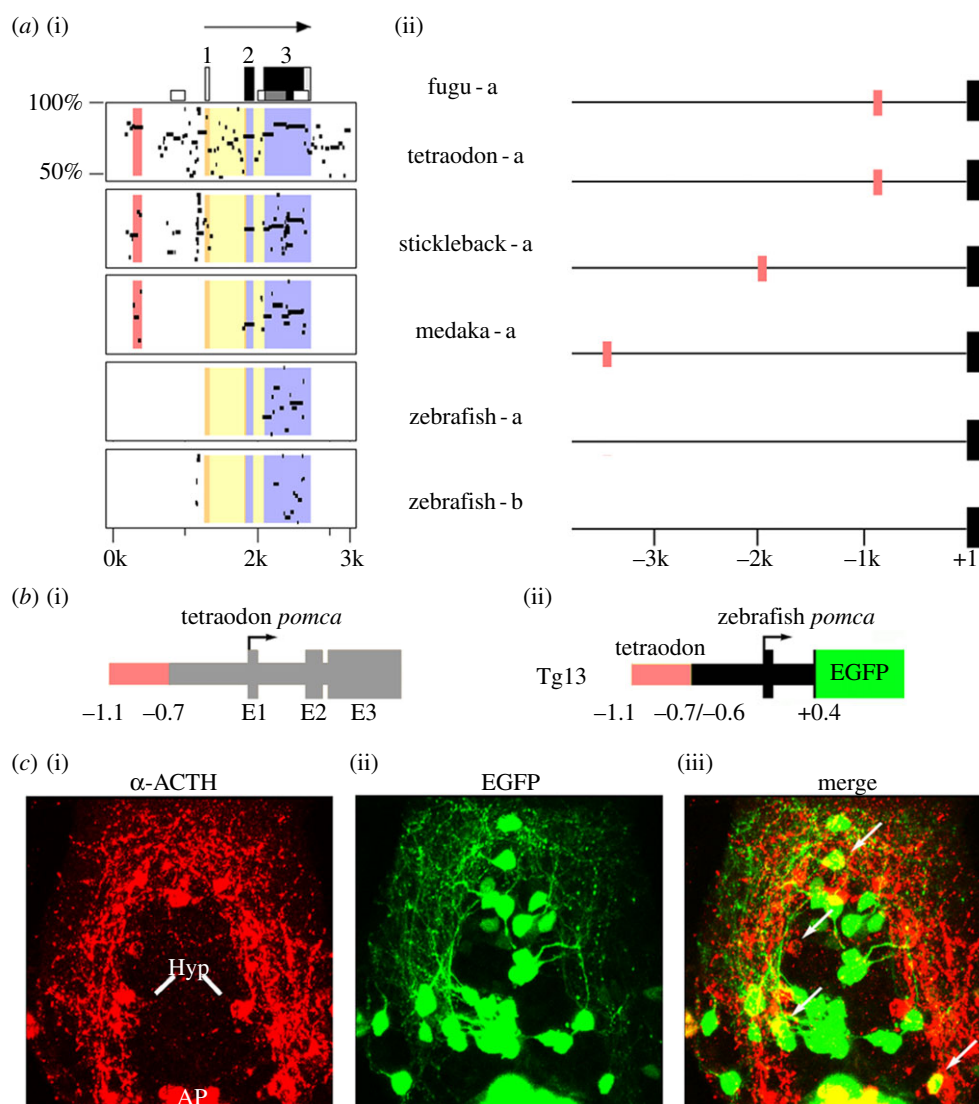 (a) (i)
1 2 3
100%
50%
0k 2k 3k
(ii)
fugu - a
tetraodon - a
stickleback - a
medaka - a
zebrafish - a
zebrafish - b
–3k –2k –1k +1
(b) (i)
tetraodon pomca
–1.1 –0.7 E1 E2 E3
(ii)
zebrafish pomca
tetraodon
Tg13
EGFP
–1.1 –0.7/–0.6 +0.4
(c) (i)
α-ACTH
Hyp
AP
(ii)
EGFP
(iii)
merge